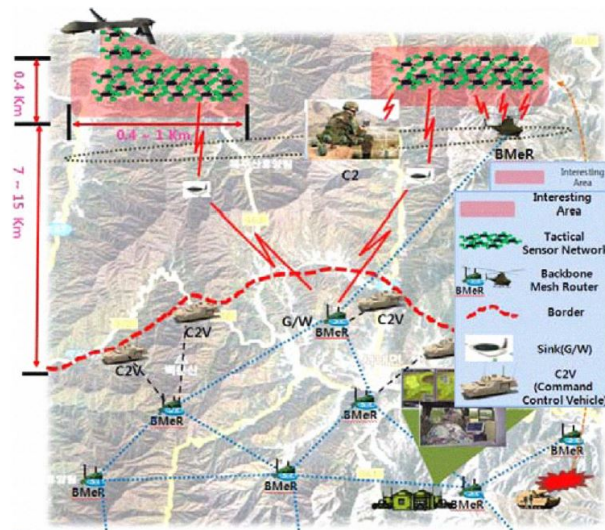 0.4 Km
0.4 ~ 1 Km
7 ~ 15 Km
C2
BMeR
Interesting
Area
Interesting
Area
Tactical
Sensor Network
Backbone
Mesh Router
BMeR
Border
Sink(G/W)
C2V
(Command
Control Vehicle)
G/W
BMeR
C2V
C2V
C2V
BMeR
BMeR
BMeR
BMeR
BMeR
BMeR